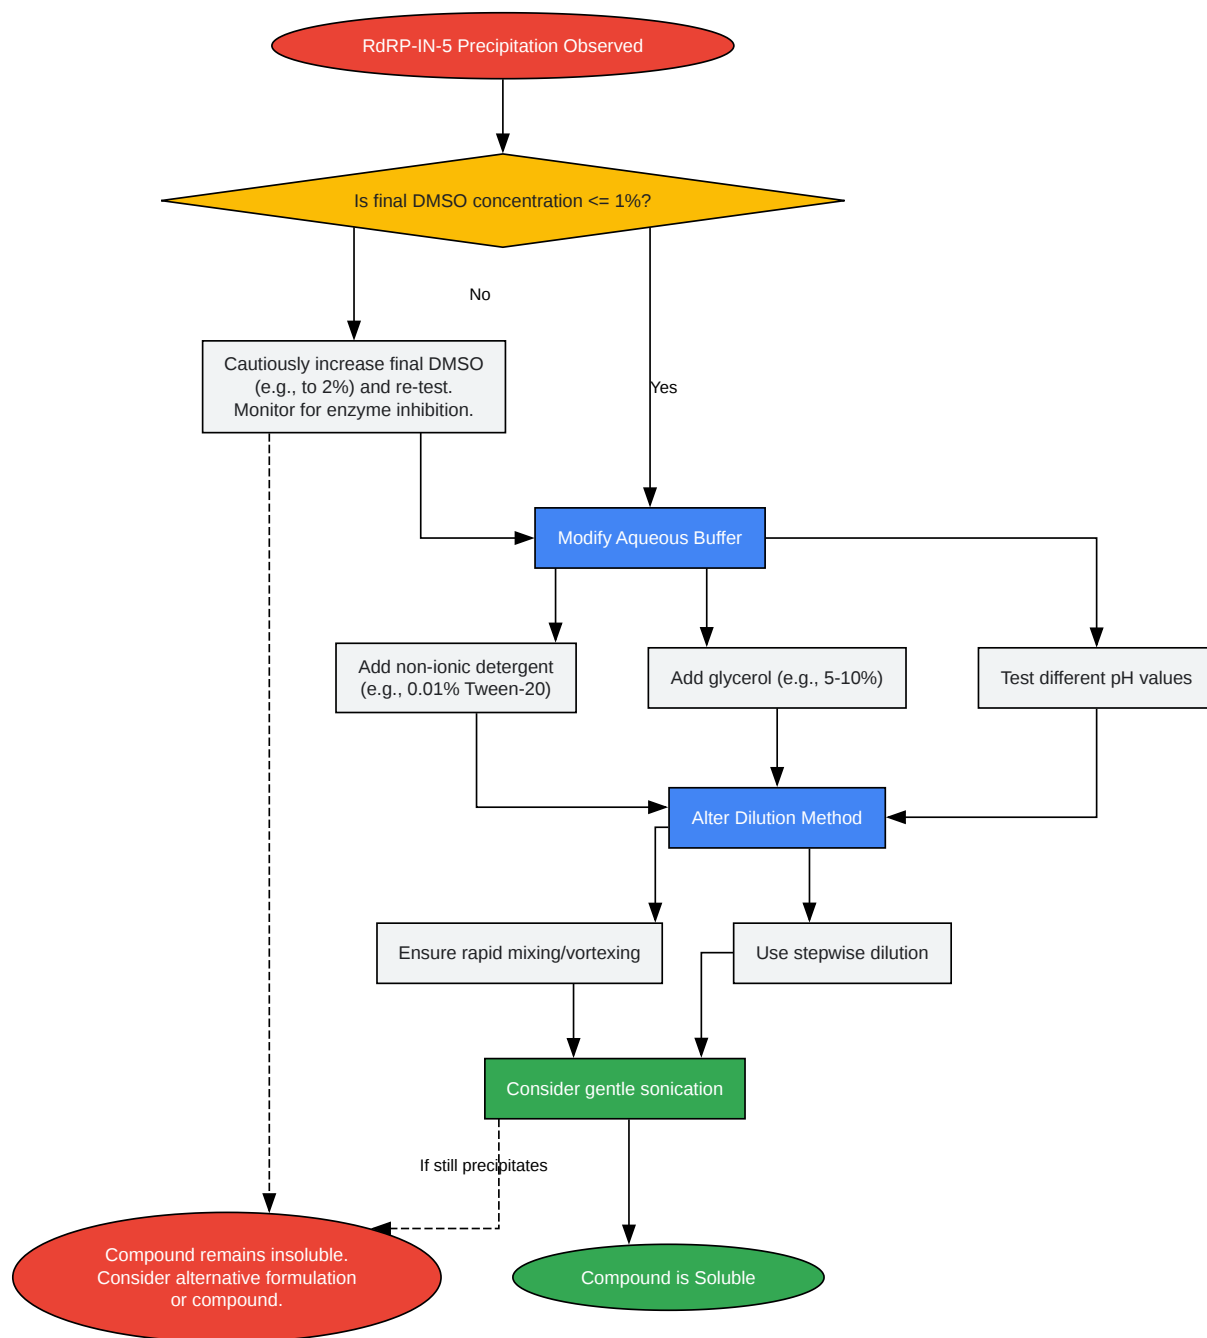 RdRP-IN-5 Precipitation Observed
Is final DMSO concentration <= 1%?
No
Cautiously increase final DMSO
(e.g., to 2%) and re-test.
Monitor for enzyme inhibition.
Yes
Modify Aqueous Buffer
Add non-ionic detergent
(e.g., 0.01% Tween-20)
Add glycerol (e.g., 5-10%)
Test different pH values
Alter Dilution Method
Ensure rapid mixing/vortexing
Use stepwise dilution
Consider gentle sonication
If still precipitates
Compound remains insoluble.
Consider alternative formulation
or compound.
Compound is Soluble